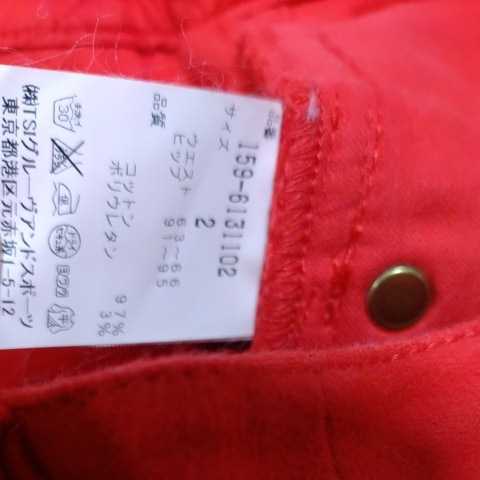 品番 159-6131102
サイズ 2
ウエスト 63～66
ヒップ 91～95
品質
コットン 97%
ポリウレタン 3%
㈱TSIグルーヴアンドスポーツ
東京都港区元赤坂1-5-12